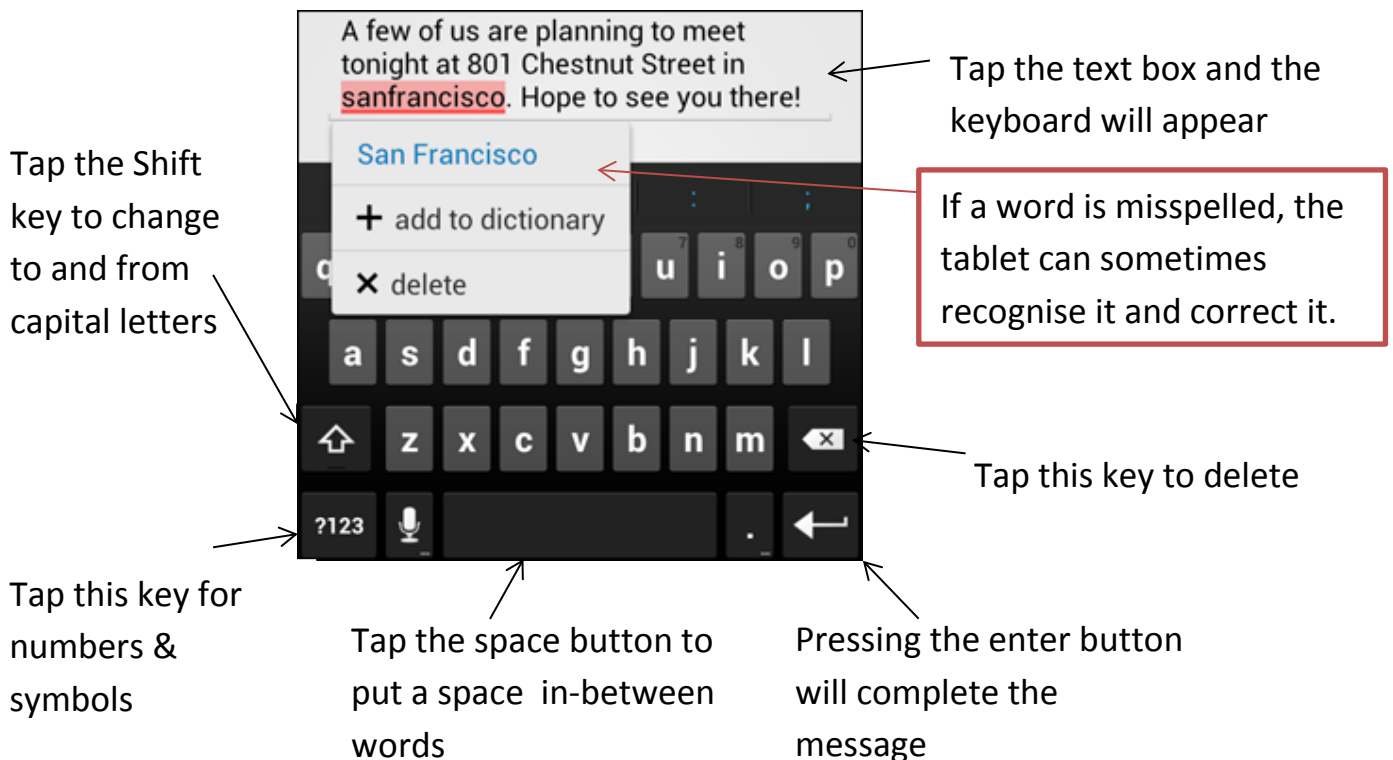 A few of us are planning to meet
tonight at 801 Chestnut Street in
sanfrancisco. Hope to see you there!
Tap the text box and the
keyboard will appear
San Francisco
+ add to dictionary
× delete
If a word is misspelled, the
tablet can sometimes
recognise it and correct it.
Tap the Shift
key to change
to and from
capital letters
: ;
q u 7 i 8 o 9 p 0
a s d f g h j k l
z x c v b n m
Tap this key to delete
?123 .
Tap this key for
numbers &
symbols
Tap the space button to
put a space in-between
words
Pressing the enter button
will complete the
message